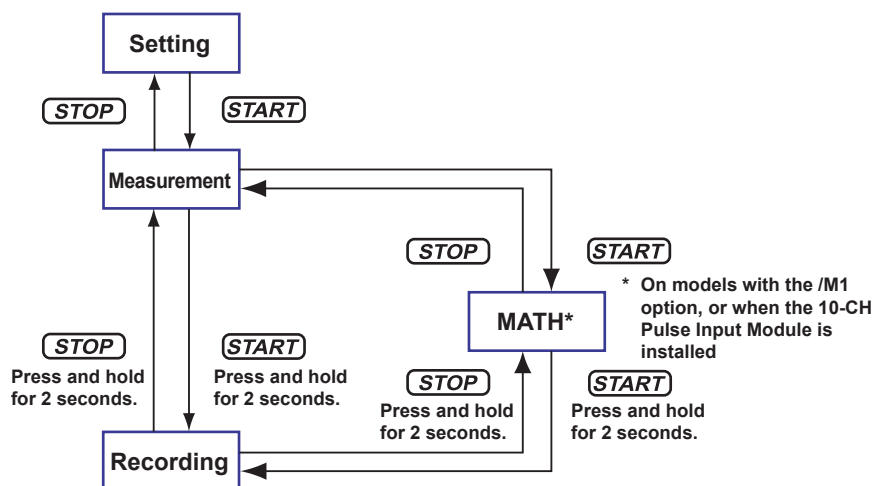 Setting
STOP
START
Measurement
STOP
START
* On models with the /M1
option, or when the 10-CH
Pulse Input Module is
installed
MATH*
STOP
Press and hold
for 2 seconds.
START
Press and hold
for 2 seconds.
STOP
Press and hold
for 2 seconds.
START
Press and hold
for 2 seconds.
Recording